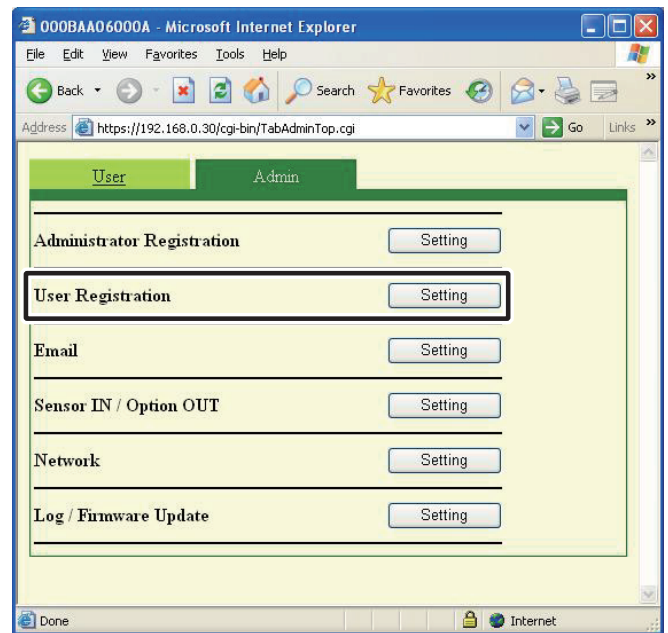 000BAA06000A - Microsoft Internet Explorer
File Edit View Favorites Tools Help
Back Search Favorites »
Address https://192.168.0.30/cgi-bin/TabAdminTop.cgi Go Links »
User Admin
Administrator Registration Setting
User Registration Setting
Email Setting
Sensor IN / Option OUT Setting
Network Setting
Log / Firmware Update Setting
Done Internet